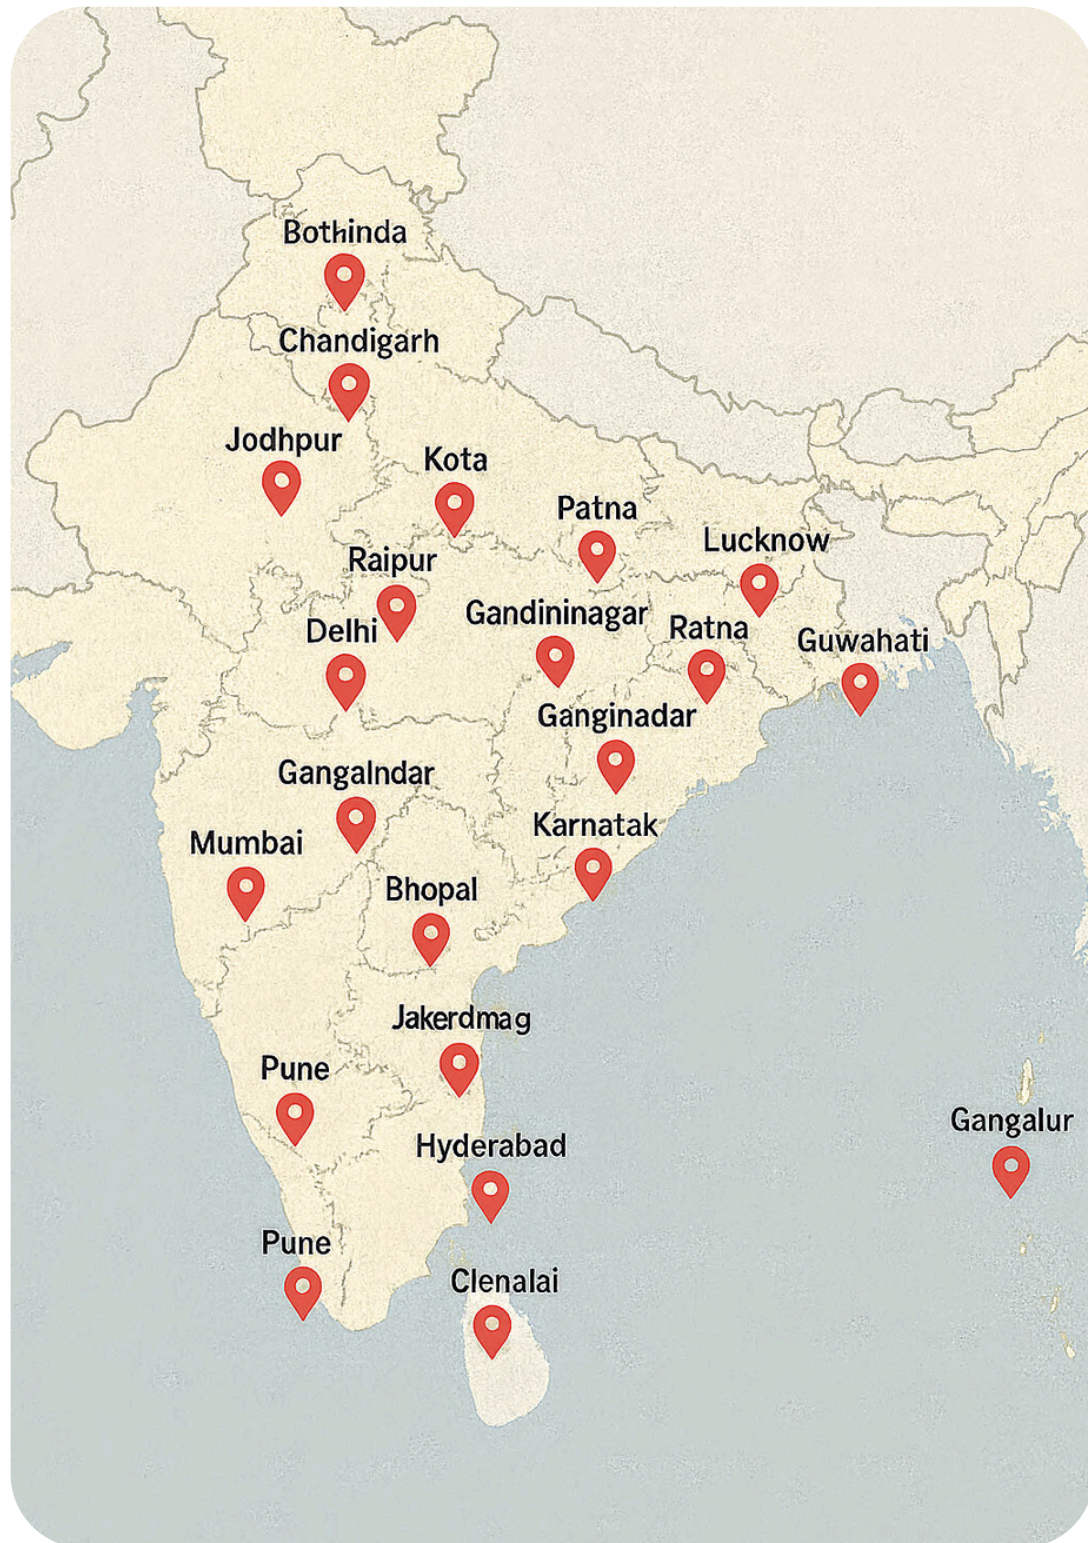 Bothinda
Chandigarh
Jodhpur
Kota
Patna
Lucknow
Raipur
Gandininagar
Delhi
Ratna
Guwahati
Ganginadar
Gangalndar
Karnatak
Mumbai
Bhopal
Jakerdmag
Pune
Gangalur
Hyderabad
Pune
Clenalai